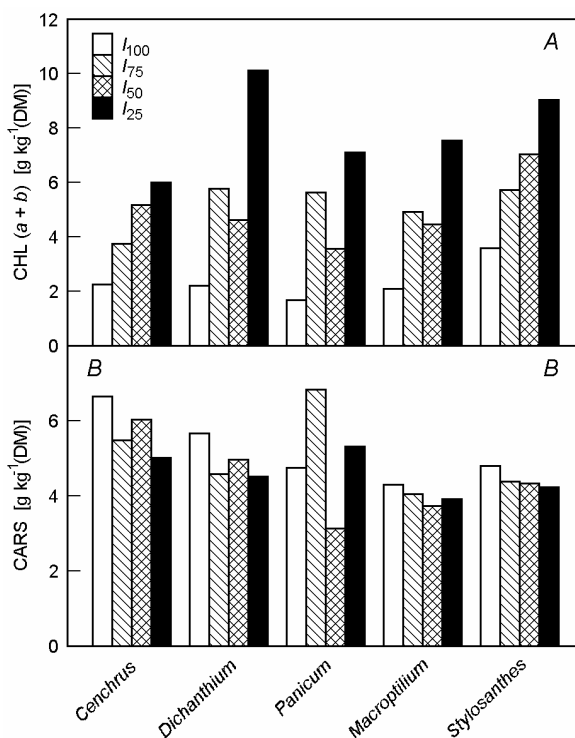 12
A
I100
I75
10
I50
I25
8
6
4
2
0
CHL (a + b) [g kg-1(DM)]
B
B
6
4
2
0
CARS [g kg-1(DM)]
Cenchrus
Dichanthium
Panicum
Macroptilium
Stylosanthes